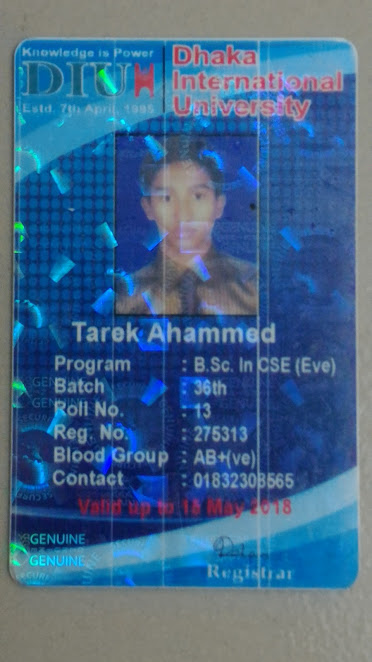 Knowledge is Power
DIU
Estd. 7th April, 1995
Dhaka
International
University
Tarek Ahammed
Program : B.Sc. In CSE (Eve)
Batch : 36th
Roll No. : 13
Reg. No. : 275313
Blood Group : AB+(ve)
Contact : 01832303565
Valid up to 18 May 2018
GENUINE
GENUINE
Registrar